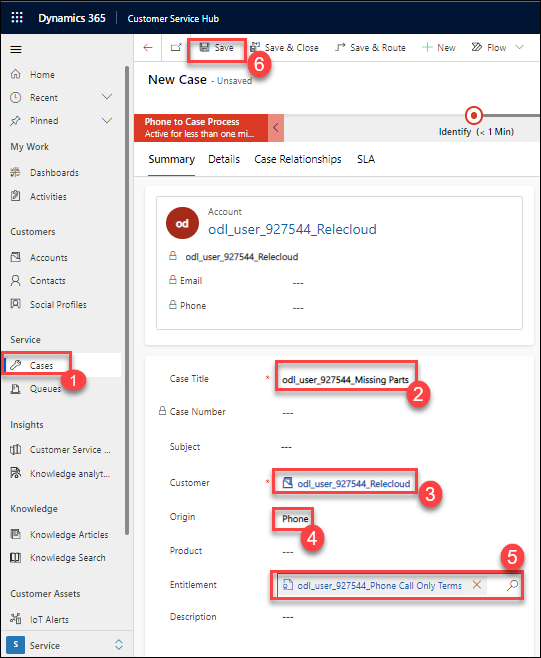 Dynamics 365 Customer Service Hub
Save Save & Close Save & Route New Flow
6
New Case - Unsaved
Phone to Case Process
Active for less than one mi...
Identify (< 1 Min)
Summary Details Case Relationships SLA
Home
Recent
Pinned
My Work
Dashboards
Activities
Customers
Accounts
Contacts
Social Profiles
Service
Cases
1
Queues
Insights
Customer Service ...
Knowledge analyt...
Knowledge
Knowledge Articles
Knowledge Search
Customer Assets
IoT Alerts
S Service
od
Account
odl_user_927544_Relecloud
odl_user_927544_Relecloud
Email ---
Phone ---
Case Title * odl_user_927544_Missing Parts
2
Case Number ---
Subject ---
Customer * odl_user_927544_Relecloud
3
Origin Phone
4
Product ---
5
Entitlement odl_user_927544_Phone Call Only Terms
Description ---